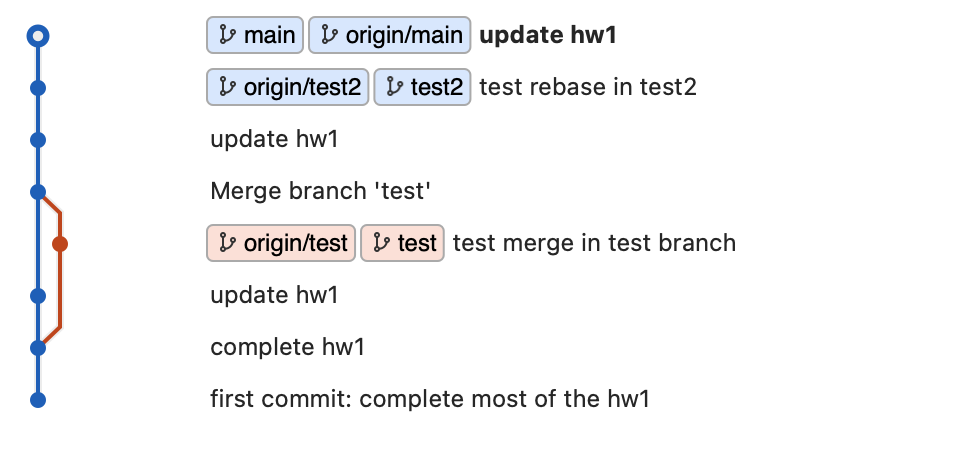 main origin/main update hw1
origin/test2 test2 test rebase in test2
update hw1
Merge branch 'test'
origin/test test test merge in test branch
update hw1
complete hw1
first commit: complete most of the hw1